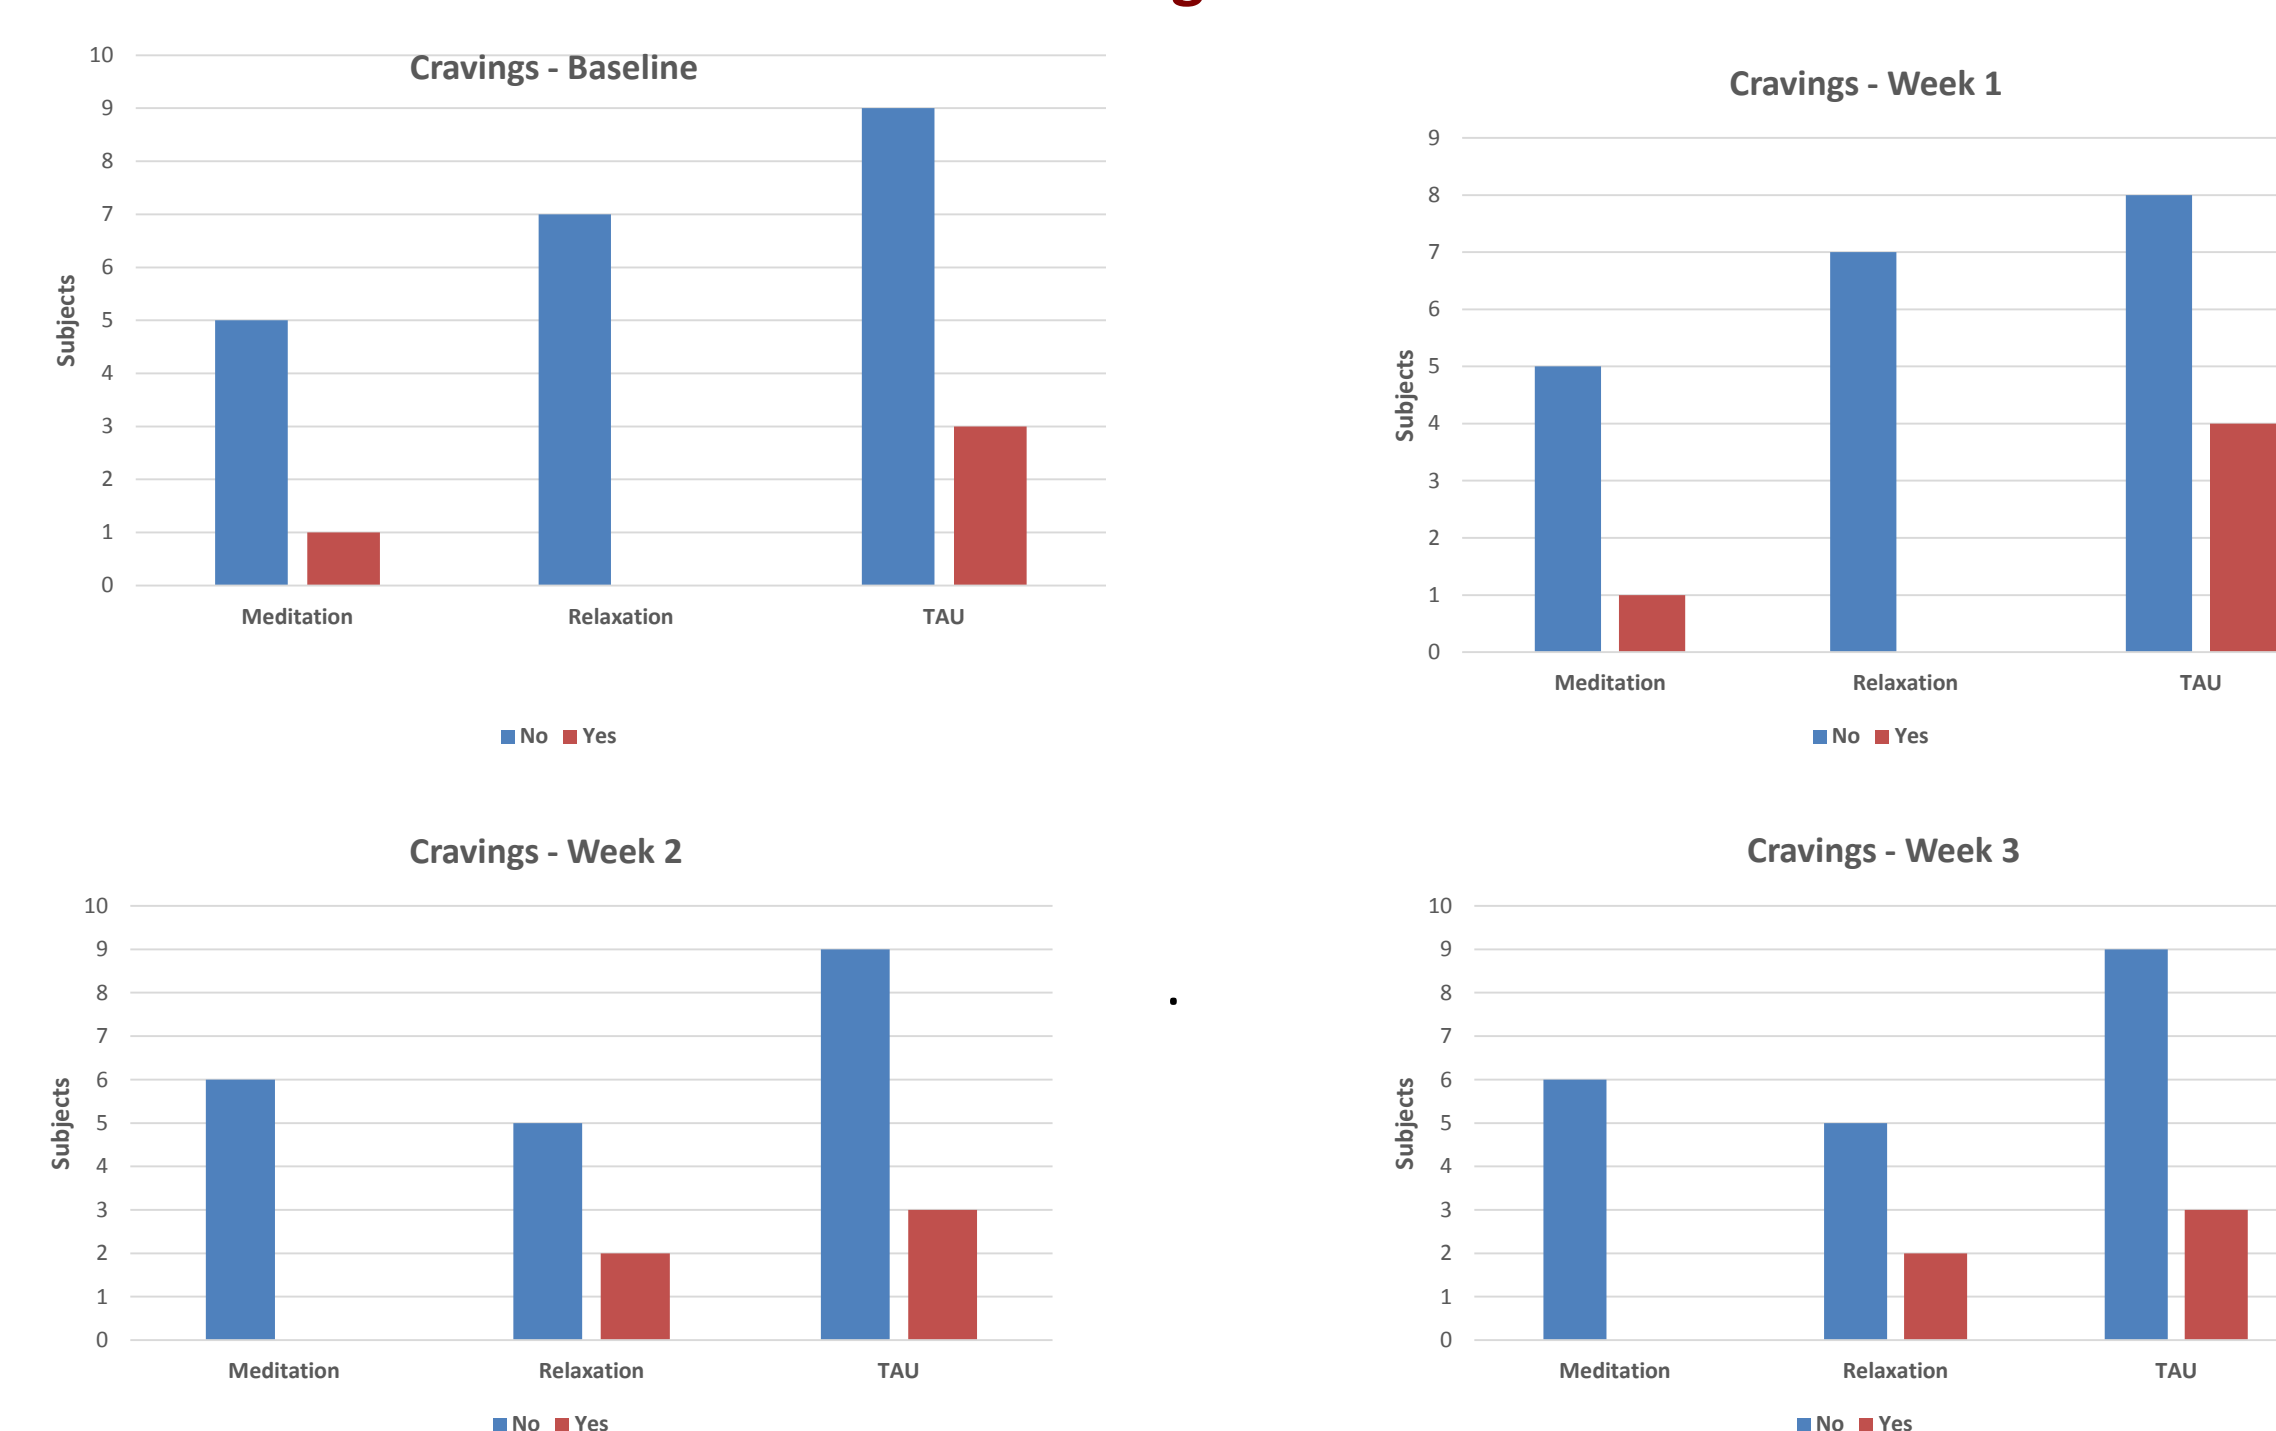 Cravings - Baseline
10
9
8
7
6
5
4
3
2
1
0
Subjects
Meditation Relaxation TAU
No Yes
Cravings - Week 1
9
8
7
6
5
4
3
2
1
0
Subjects
Meditation Relaxation TAU
No Yes
Cravings - Week 2
10
9
8
7
6
5
4
3
2
1
0
Subjects
Meditation Relaxation TAU
No Yes
.
Cravings - Week 3
10
9
8
7
6
5
4
3
2
1
0
Subjects
Meditation Relaxation TAU
No Yes